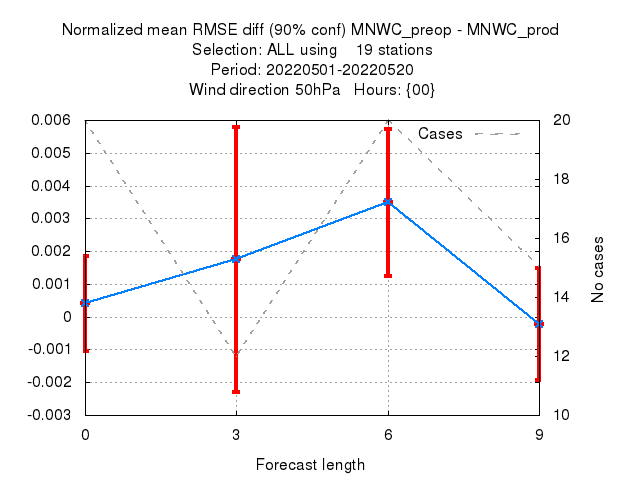 Normalized mean RMSE diff (90% conf) MNWC_preop - MNWC_prod
Selection: ALL using    19 stations
Period: 20220501-20220520
Wind direction 50hPa   Hours: {00}
Cases
0.006
0.005
0.004
0.003
0.002
0.001
0
-0.001
-0.002
-0.003
20
18
16
14
12
10
No cases
0 3 6 9
Forecast length